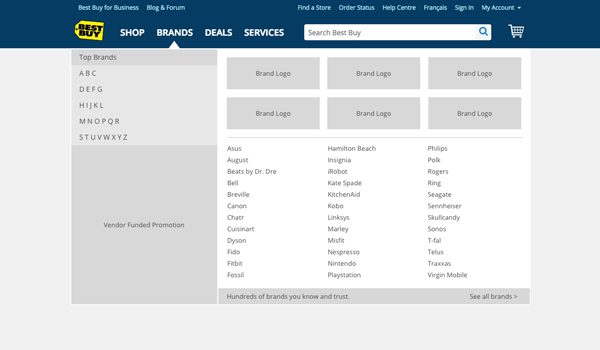 Best Buy for Business Blog & Forum Find a Store Order Status Help Centre Français Sign In My Account
BEST BUY SHOP BRANDS DEALS SERVICES Search Best Buy
Top Brands
A B C
D E F G
H I J K L
M N O P Q R
S T U V W X Y Z
Vendor Funded Promotion
Brand Logo Brand Logo Brand Logo
Brand Logo Brand Logo Brand Logo
Asus
August
Beats by Dr. Dre
Bell
Breville
Canon
Chatr
Cuisinart
Dyson
Fido
Fitbit
Fossil
Hamilton Beach
Insignia
iRobot
Kate Spade
KitchenAid
Kobo
Linksys
Marley
Misfit
Nespresso
Nintendo
Playstation
Philips
Polk
Rogers
Ring
Seagate
Sennheiser
Skullcandy
Sonos
T-fal
Telus
Traxxas
Virgin Mobile
Hundreds of brands you know and trust. See all brands >